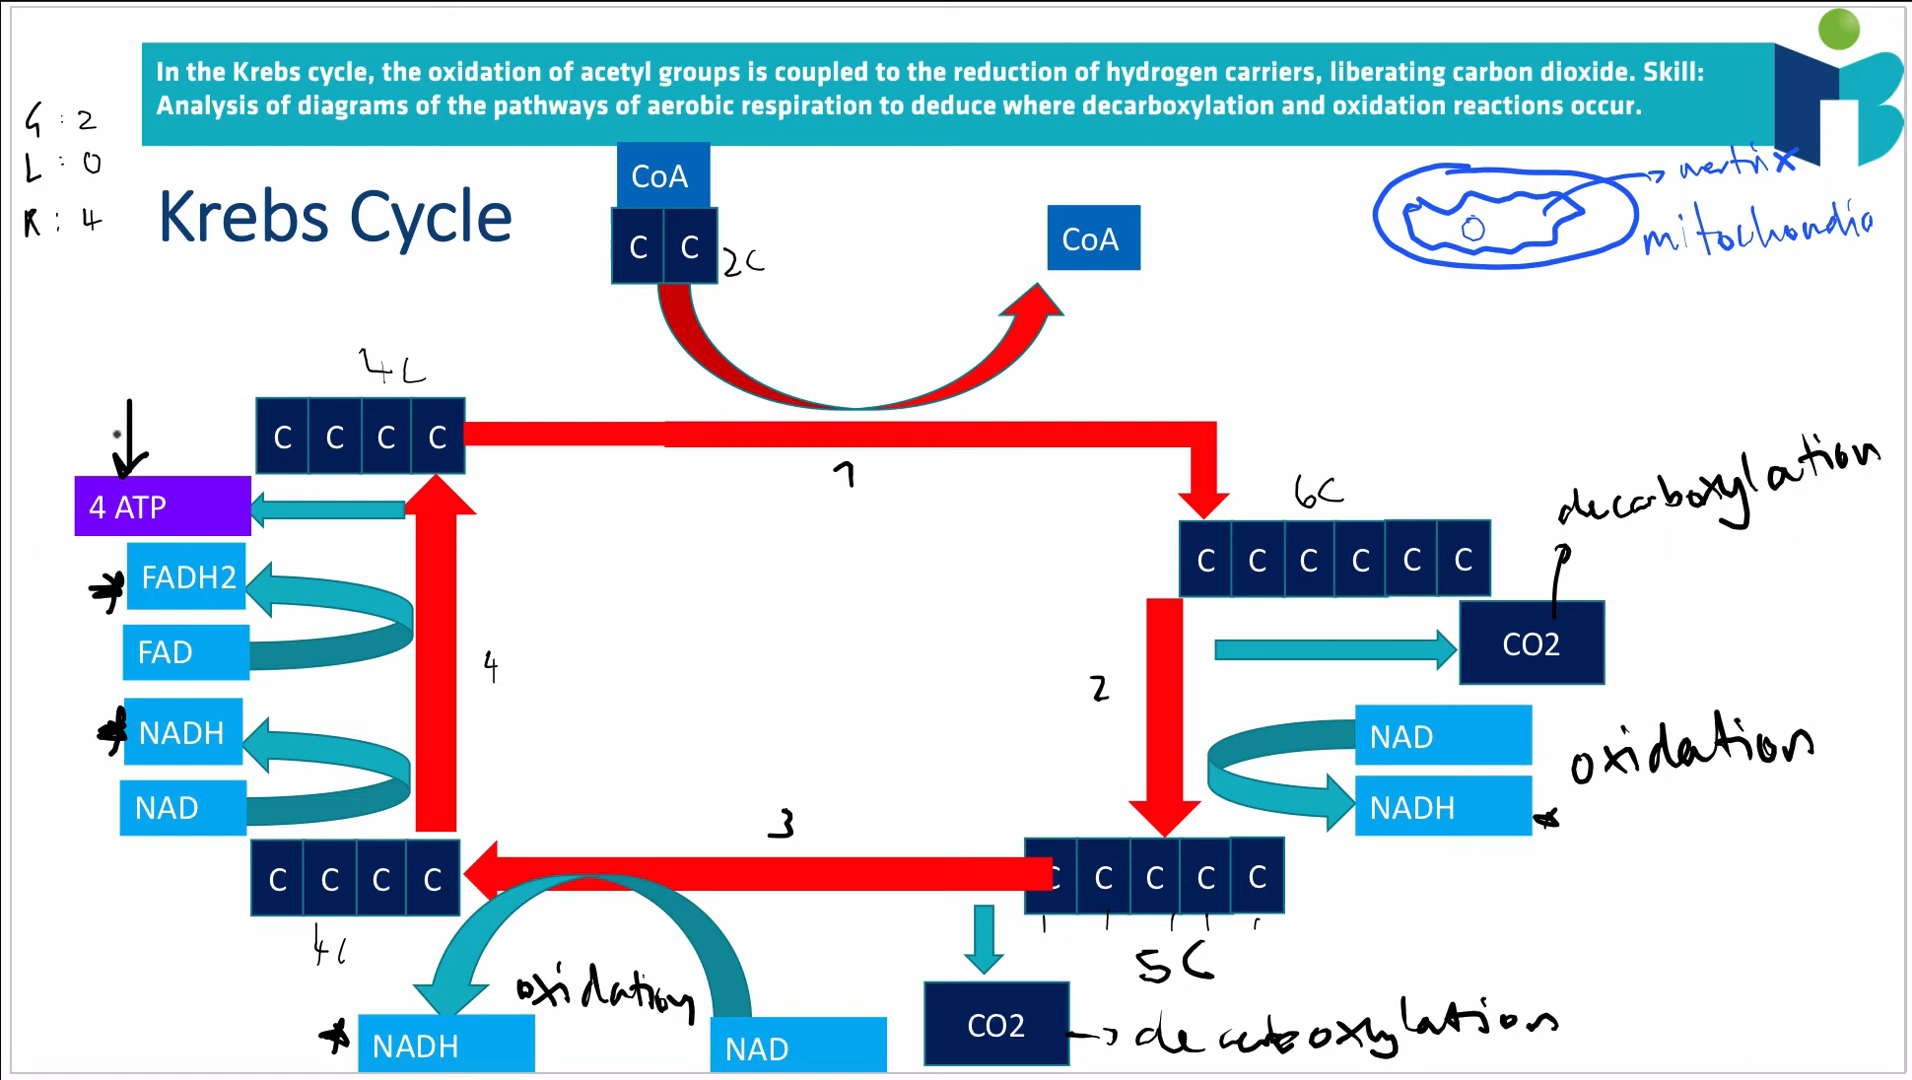 In the Krebs cycle, the oxidation of acetyl groups is coupled to the reduction of hydrogen carriers, liberating carbon dioxide. Skill:
Analysis of diagrams of the pathways of aerobic respiration to deduce where decarboxylation and oxidation reactions occur.
G : 2
L : 0
R : 4
Krebs Cycle
CoA
C C
2C
CoA
matrix
mitochondia
4C
C C C C
1
4 ATP
6C
C C C C C C
decarboxylation
FADH2
FAD
4
2
CO2
NADH
NAD
NAD
NADH
oxidation
3
C C C C
4C
C C C C C
5C
oxidation
NADH
NAD
CO2
decarboxylation